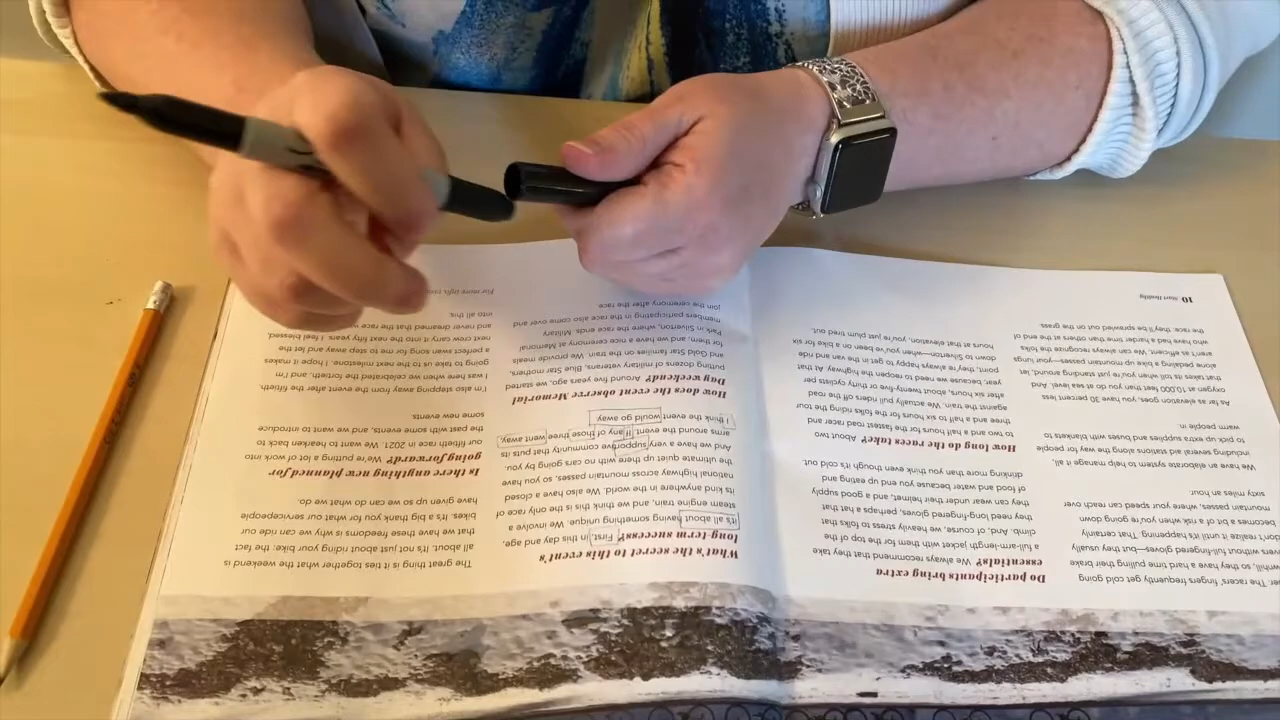 er. The racers' fingers frequently get cold going
wnhill, so they have a hard time pulling their brake
vers without full-fingered gloves—but they usually
don't realize it until it's happening. That certainly
becomes a bit of a risk when you're going down
mountain passes, where your speed can reach over
sixty miles an hour.
We have an elaborate system to help manage it all,
including several aid stations along the way for people
to pick up extra supplies and buses with blankets to
warm people in.
As far as elevation goes, you have 30 percent less
oxygen at 10,000 feet than you do at sea level. And
that takes its toll when you're just standing around, let
alone pedaling a bike up mountain passes—your lungs
aren't as efficient. We can always recognize the folks
who have had a harder time than others at the end of
the race; they'll be sprawled out on the grass.
10 Start Healthy
Do participants bring extra
essentials? We always recommend that they take
a full-arm-length jacket with them for the top of the
climb. And, of course, we heavily stress to folks that
they need long-fingered gloves, perhaps a hat that
they can wear under their helmet, and a good supply
of food and water because you end up eating and
drinking more than you think even though it's cold out.
How long do the races take? About two
to two and a half hours for the fastest road racer and
three and a half to six hours for the folks riding the tour
against the train. We actually pull riders off the road
after six hours, about twenty-five or thirty cyclists per
year, because we need to reopen the highway. At that
point, they're always happy to get in the van and ride
down to Silverton—when you've been on a bike for six
hours at that elevation, you're just plum tired out.
What's the secret to this event's
long-term success? First, in this day and age,
it's all about having something unique. We involve a
steam engine train, and we think this is the only race of
its kind anywhere in the world. We also have a closed
national highway across mountain passes, so you have
the ultimate quiet up there with no cars going by you.
And we have a very supportive community that puts its
arms around the event. If any of those three went away,
I think the event would go away.
How does the event observe Memorial
Day weekend? Around five years ago, we started
putting dozens of military veterans, Blue Star mothers,
and Gold Star families on the train. We provide meals
for them, and we have a nice ceremony at Memorial
Park in Silverton, where the race ends. Military
members participating in the race also come over and
join the ceremony after the race.
The great thing is it ties together what the weekend is
all about. It's not just about riding your bike; the fact
that we have these freedoms is why we can ride our
bikes. It's a big thank you for what our servicepeople
have given up so we can do what we do.
Is there anything new planned for
going forward? We're putting a lot of work into
our fiftieth race in 2021. We want to hearken back to
the past with some events, and we want to introduce
some new events.
I'm also stepping away from the event after the fiftieth.
I was here when we celebrated the fortieth, and I'm
going to take us to the next milestone. I hope it makes
a perfect swan song for me to step away and let the
next crew carry it into the next fifty years. I feel blessed
and never dreamed that the race w
into all this.
For more info,